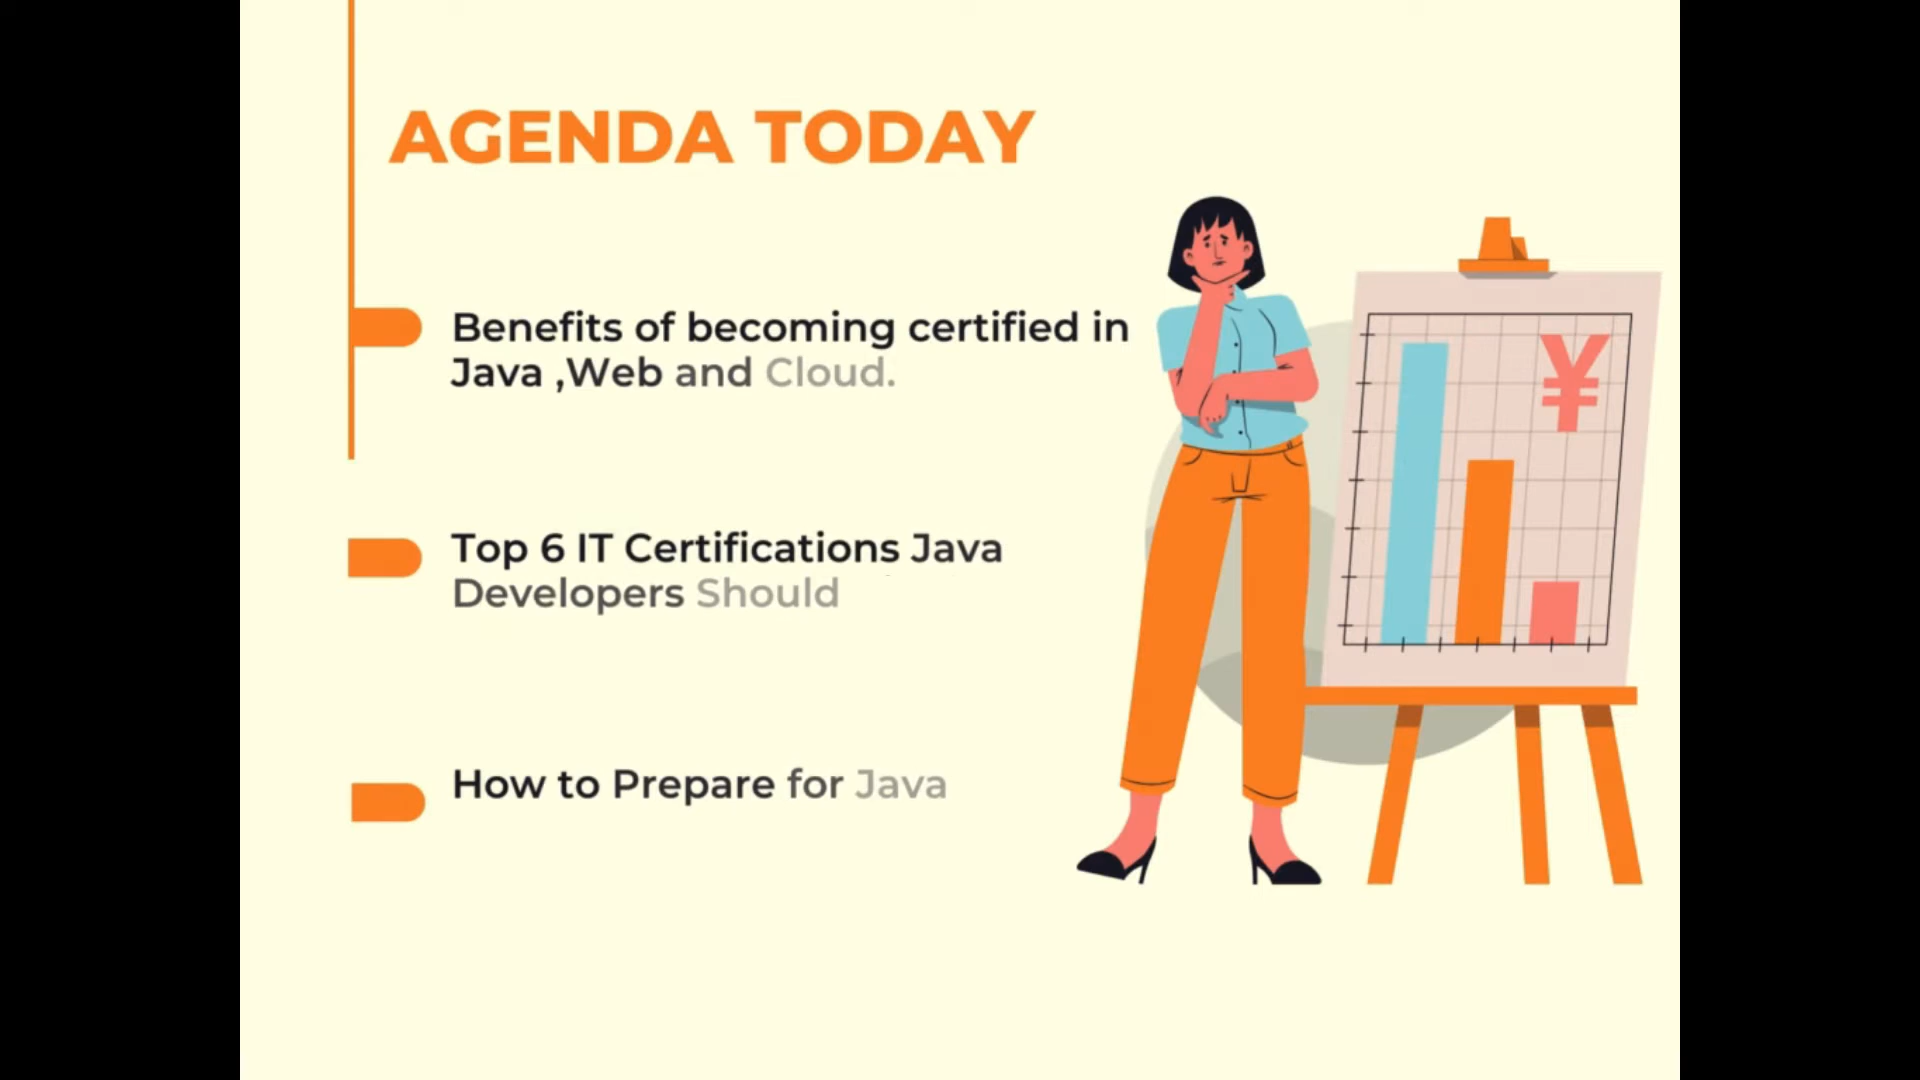 AGENDA TODAY
Benefits of becoming certified in
Java ,Web and Cloud.
Top 6 IT Certifications Java
Developers Should
How to Prepare for Java
¥